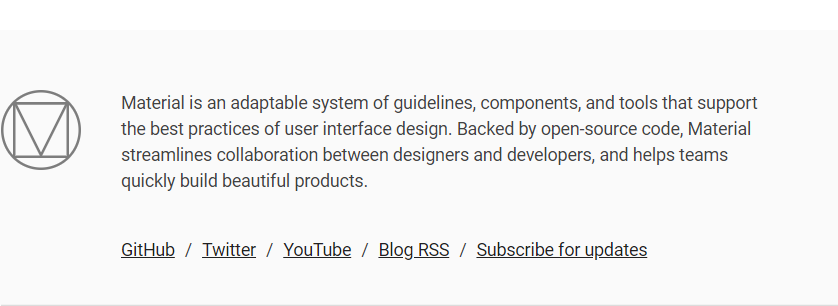 Material is an adaptable system of guidelines, components, and tools that support
the best practices of user interface design. Backed by open-source code, Material
streamlines collaboration between designers and developers, and helps teams
quickly build beautiful products.
GitHub / Twitter / YouTube / Blog RSS / Subscribe for updates